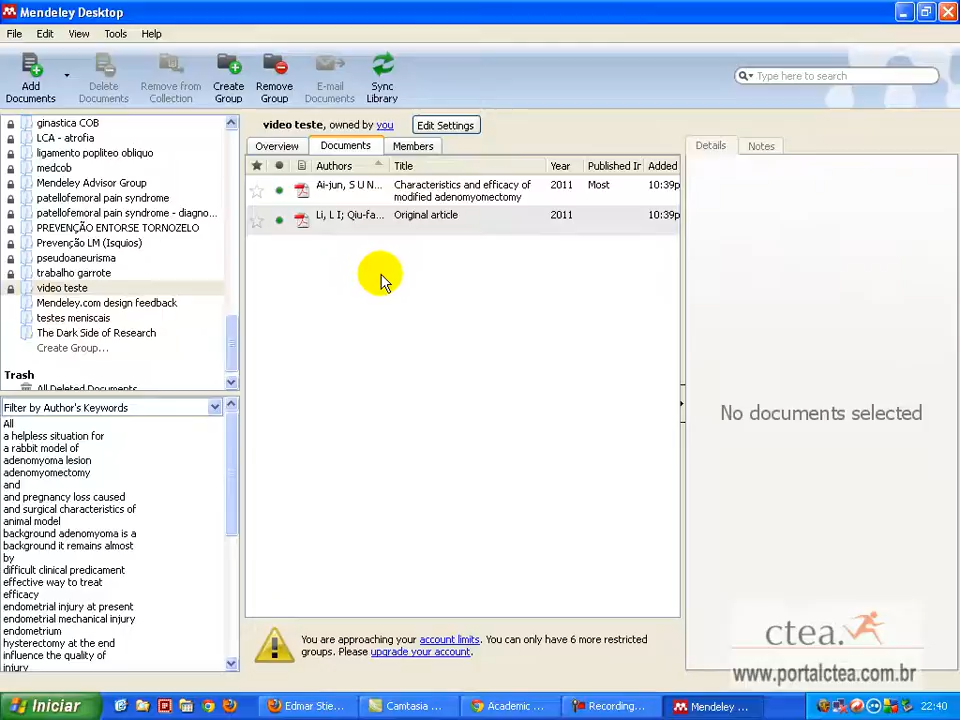 Mendeley Desktop
File Edit View Tools Help
Add Documents
Delete Documents
Remove from Collection
Create Group
Remove Group
E-mail Documents
Sync Library
Type here to search
ginastica COB
LCA - atrofia
ligamento popliteo obliquo
medcob
Mendeley Advisor Group
patellofemoral pain syndrome
patellofemoral pain syndrome - diagno...
PREVENÇÃO ENTORSE TORNOZELO
Prevenção LM (Isquios)
pseudoaneurisma
trabalho garrote
video teste
Mendeley.com design feedback
testes meniscais
The Dark Side of Research
Create Group...
Trash
All Deleted Documents
Filter by Author's Keywords
All
a helpless situation for
a rabbit model of
adenomyoma lesion
adenomyomectomy
and
and pregnancy loss caused
and surgical characteristics of
animal model
background adenomyoma is a
background it remains almost
by
difficult clinical predicament
effective way to treat
efficacy
endometrial injury at present
endometrial mechanical injury
endometrium
hysterectomy at the end
influence the quality of
injury
video teste, owned by you
Edit Settings
Overview Documents Members
Authors Title Year Published In Added
Ai-jun, S U N... Characteristics and efficacy of 2011 Most 10:39p
modified adenomyomectomy
Li, L I; Qiu-fa... Original article 2011 10:39p
You are approaching your account limits. You can only have 6 more restricted
groups. Please upgrade your account.
Details Notes
No documents selected
ctea.
www.portalctea.com.br
Iniciar
Edmar Stie...
Camtasia ...
Academic ...
Recording...
Mendeley ...
22:40